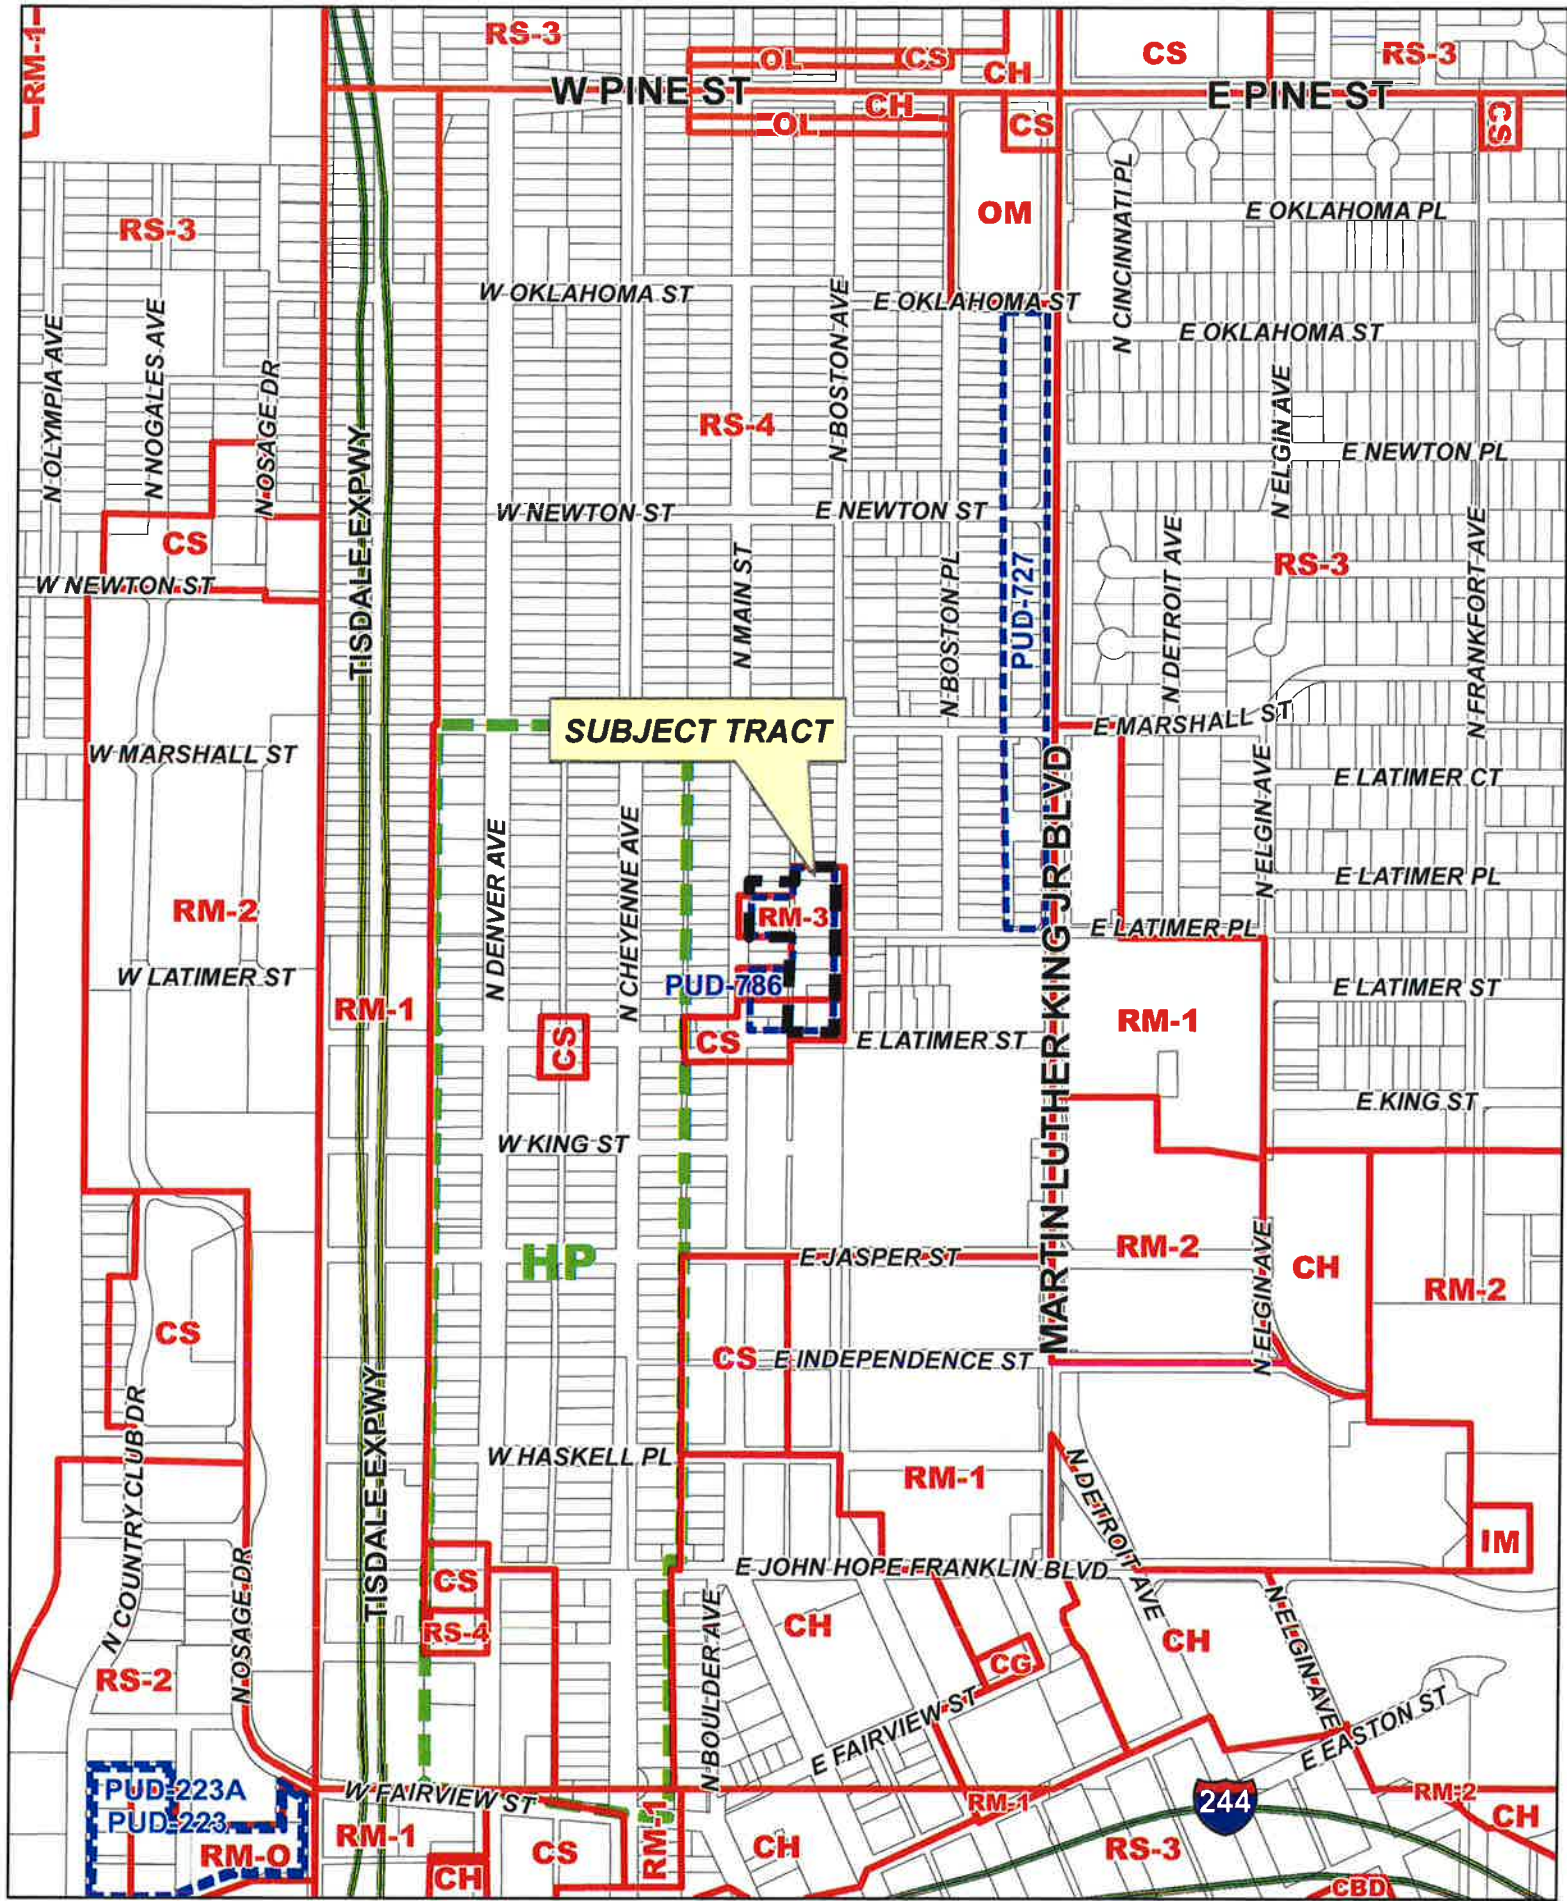 RM-1
RS-3
OL
CS
CH
CS
RS-3
W PINE ST
E PINE ST
CH
OL
CS
CS
OM
RS-3
N CINCINNATI PL
E OKLAHOMA PL
W OKLAHOMA ST
N BOSTON AVE
E OKLAHOMA ST
E OKLAHOMA ST
N OLYMPIA AVE
N NOGALES AVE
N OSAGE DR
TISDALE EXPWY
RS-4
N ELGIN AVE
E NEWTON PL
W NEWTON ST
E NEWTON ST
CS
W NEWTON ST
N MAIN ST
N BOSTON PL
PUD-727
N DETROIT AVE
RS-3
N FRANKFORT AVE
SUBJECT TRACT
E MARSHALL ST
W MARSHALL ST
N ELGIN AVE
E LATIMER CT
N DENVER AVE
N CHEYENNE AVE
MARTIN LUTHER KING JR BLVD
E LATIMER PL
RM-2
RM-3
E LATIMER PL
W LATIMER ST
PUD-786
E LATIMER ST
RM-1
CS
CS
E LATIMER ST
RM-1
E KING ST
W KING ST
HP
E JASPER ST
RM-2
N ELGIN AVE
CH
RM-2
CS
CS
E INDEPENDENCE ST
N COUNTRY CLUB DR
TISDALE EXPWY
W HASKELL PL
RM-1
N DETROIT AVE
IM
N OSAGE DR
CS
E JOHN HOPE FRANKLIN BLVD
RS-4
N BOULDER AVE
CH
CG
CH
N ELGIN AVE
RS-2
E FAIRVIEW ST
E EASTON ST
PUD-223A
PUD-223
W FAIRVIEW ST
RM-1
244
RM-2
CH
RM-O
RM-1
CS
RM-1
CH
RS-3
CH
CBD